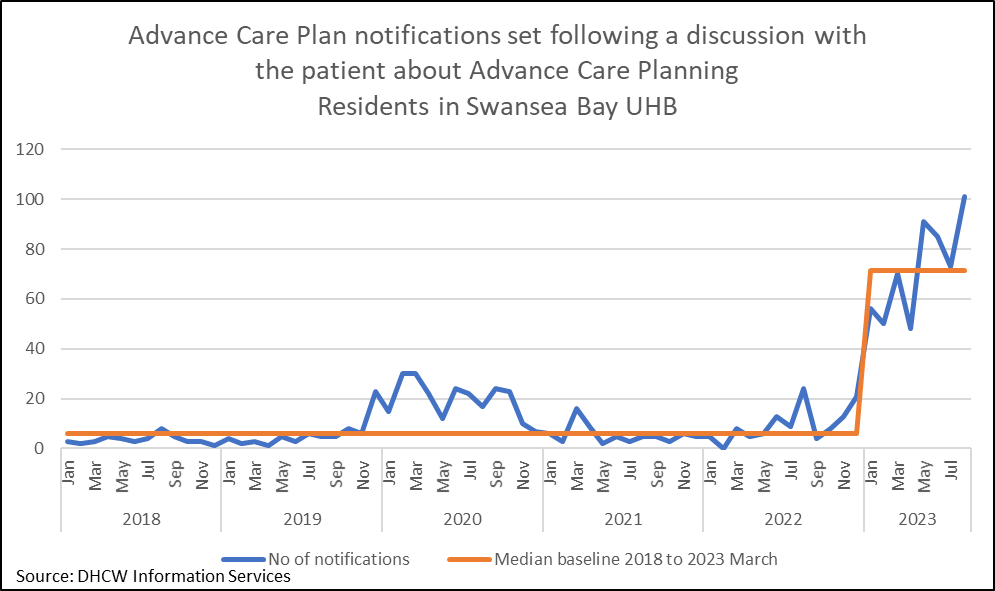 Advance Care Plan notifications set following a discussion with
the patient about Advance Care Planning
Residents in Swansea Bay UHB
120
100
80
60
40
20
0
Jan Mar May Jul Sep Nov Jan Mar May Jul Sep Nov Jan Mar May Jul Sep Nov Jan Mar May Jul Sep Nov Jan Mar May Jul Sep Nov Jan Mar May Jul
2018 2019 2020 2021 2022 2023
No of notifications Median baseline 2018 to 2023 March
Source: DHCW Information Services